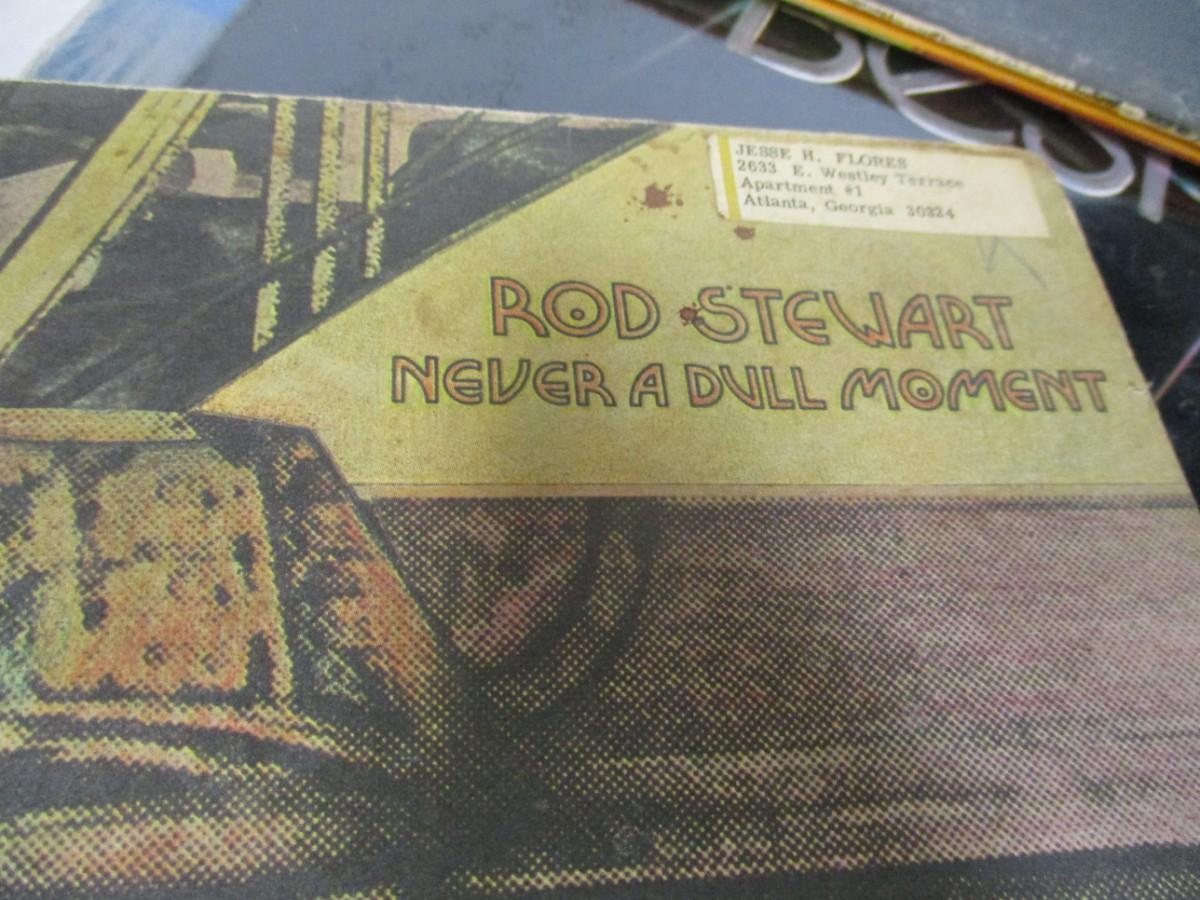 JESSE H. FLORES
2633 E. Westley Terrace
Apartment #1
Atlanta, Georgia 30324
ROD STEWART
NEVER A DULL MOMENT